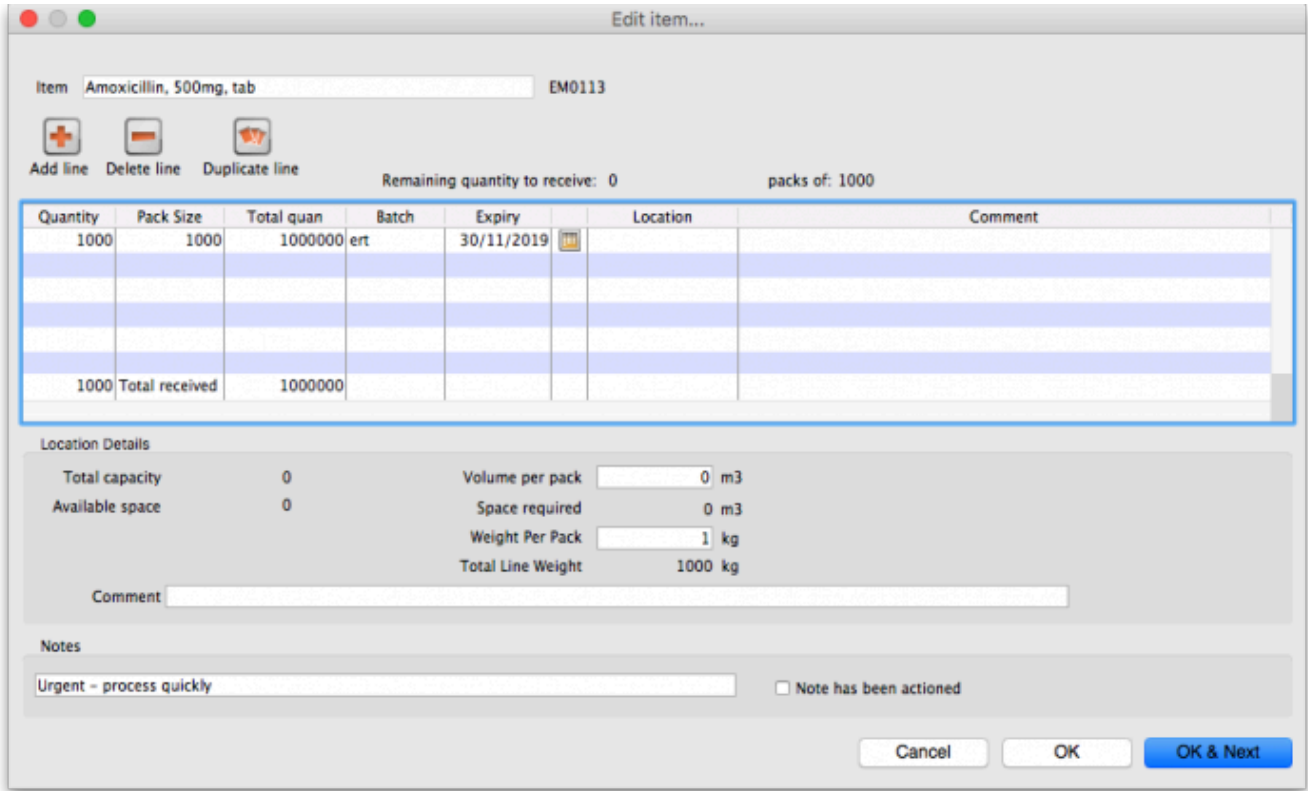 Edit item...
Item Amoxicillin, 500mg, tab EM0113
Add line Delete line Duplicate line
Remaining quantity to receive: 0 packs of: 1000
Quantity Pack Size Total quan Batch Expiry Location Comment
1000 1000 1000000 ert 30/11/2019
1000 Total received 1000000
Location Details
Total capacity 0 Volume per pack 0 m3
Available space 0 Space required 0 m3
Weight Per Pack 1 kg
Total Line Weight 1000 kg
Comment
Notes
Urgent - process quickly Note has been actioned
Cancel OK OK & Next